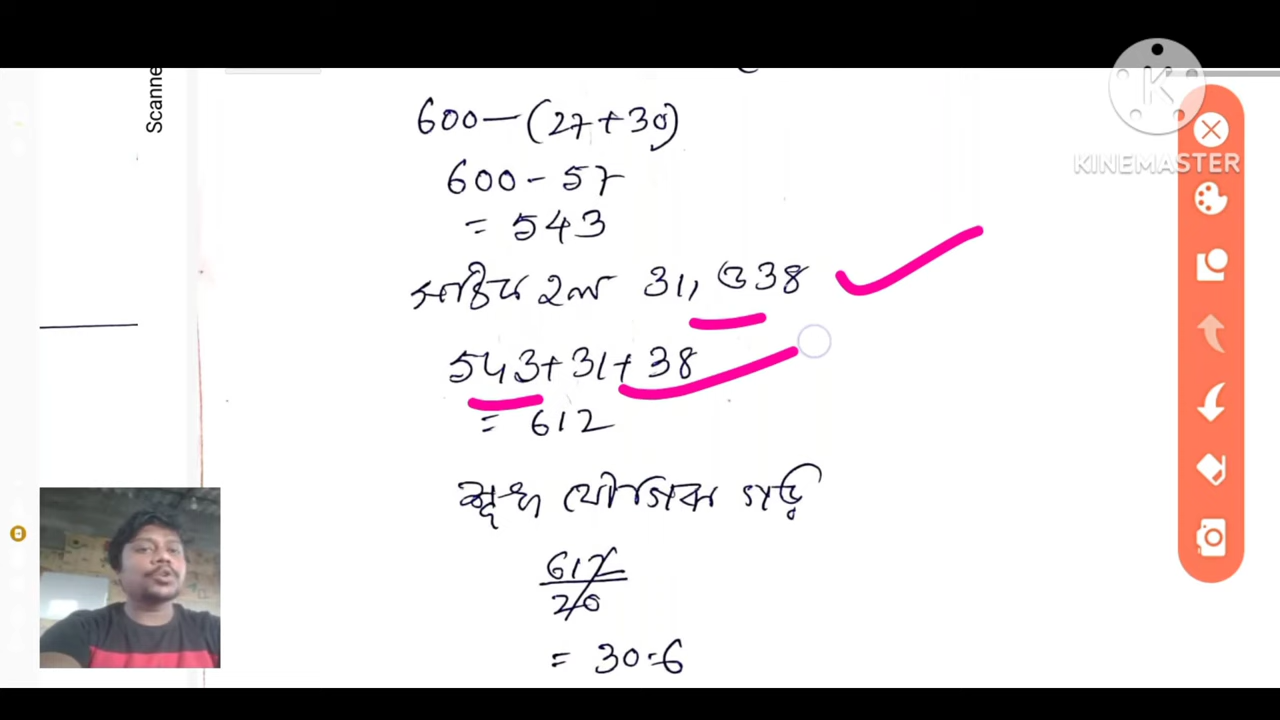 Scanne
KINEMASTER
600-(27+30)
600-57
= 543
সঠিক হল 31, ও 38
543+31+38
= 612
শুদ্ধ যৌগিক গড়
612
20
= 30.6